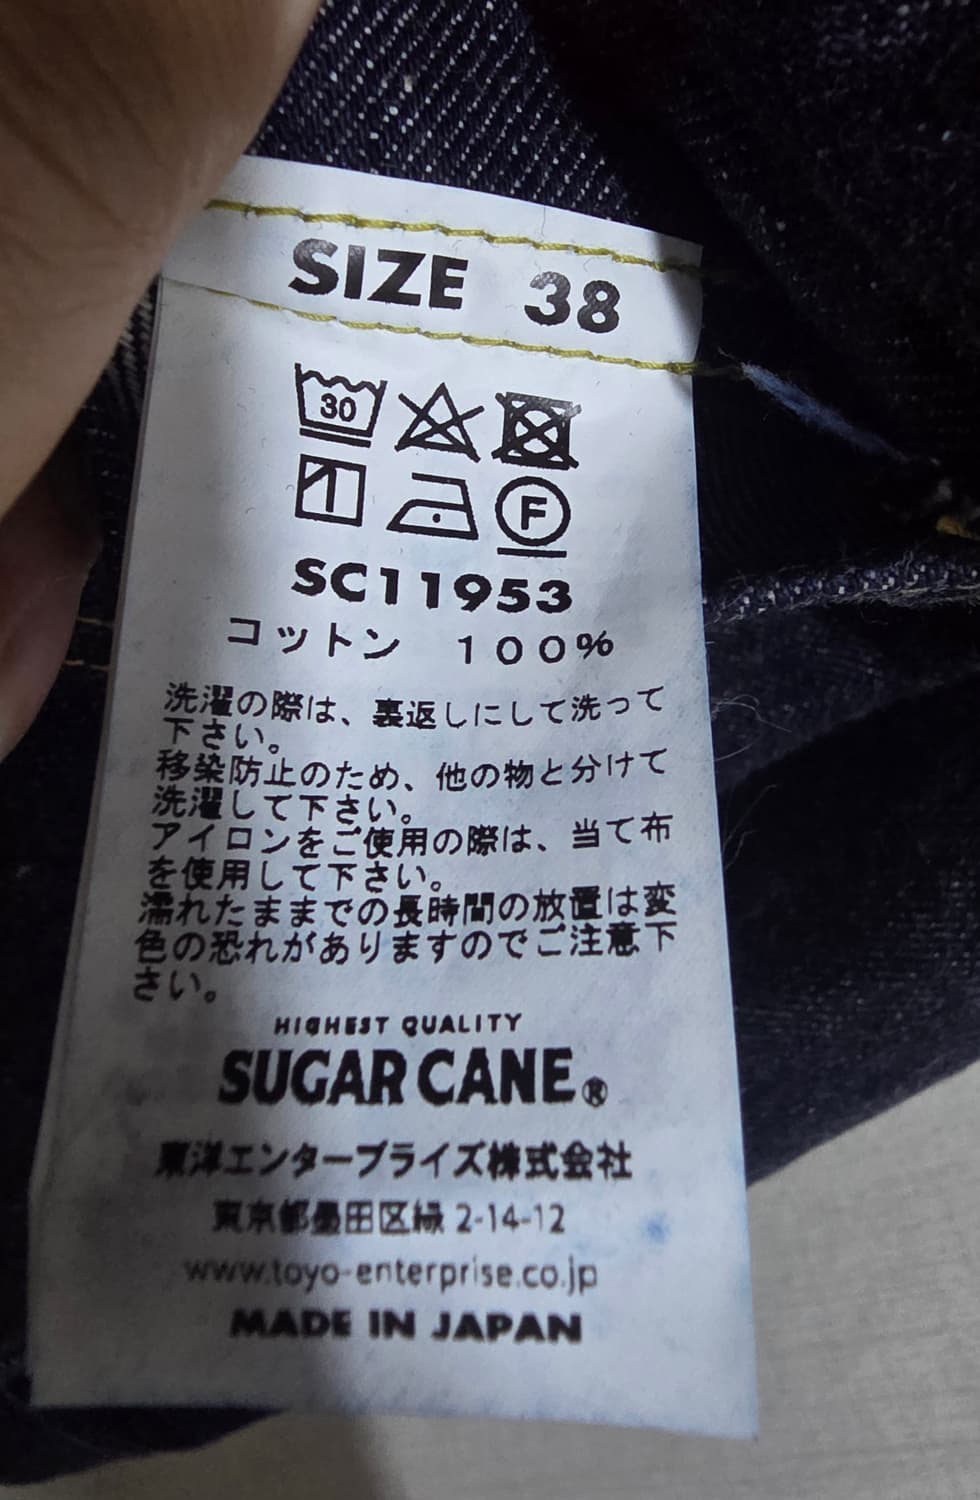 SIZE 38
30
F
SC11953
コットン 100%
洗濯の際は、裏返しにして洗って
下さい。
移染防止のため、他の物と分けて
洗濯して下さい。
アイロンをご使用の際は、当て布
を使用して下さい。
濡れたままでの長時間の放置は変
色の恐れがありますのでご注意下
さい。
HIGHEST QUALITY
SUGAR CANE®
東洋エンタープライズ株式会社
東京都墨田区緑 2-14-12
www.toyo-enterprise.co.jp
MADE IN JAPAN